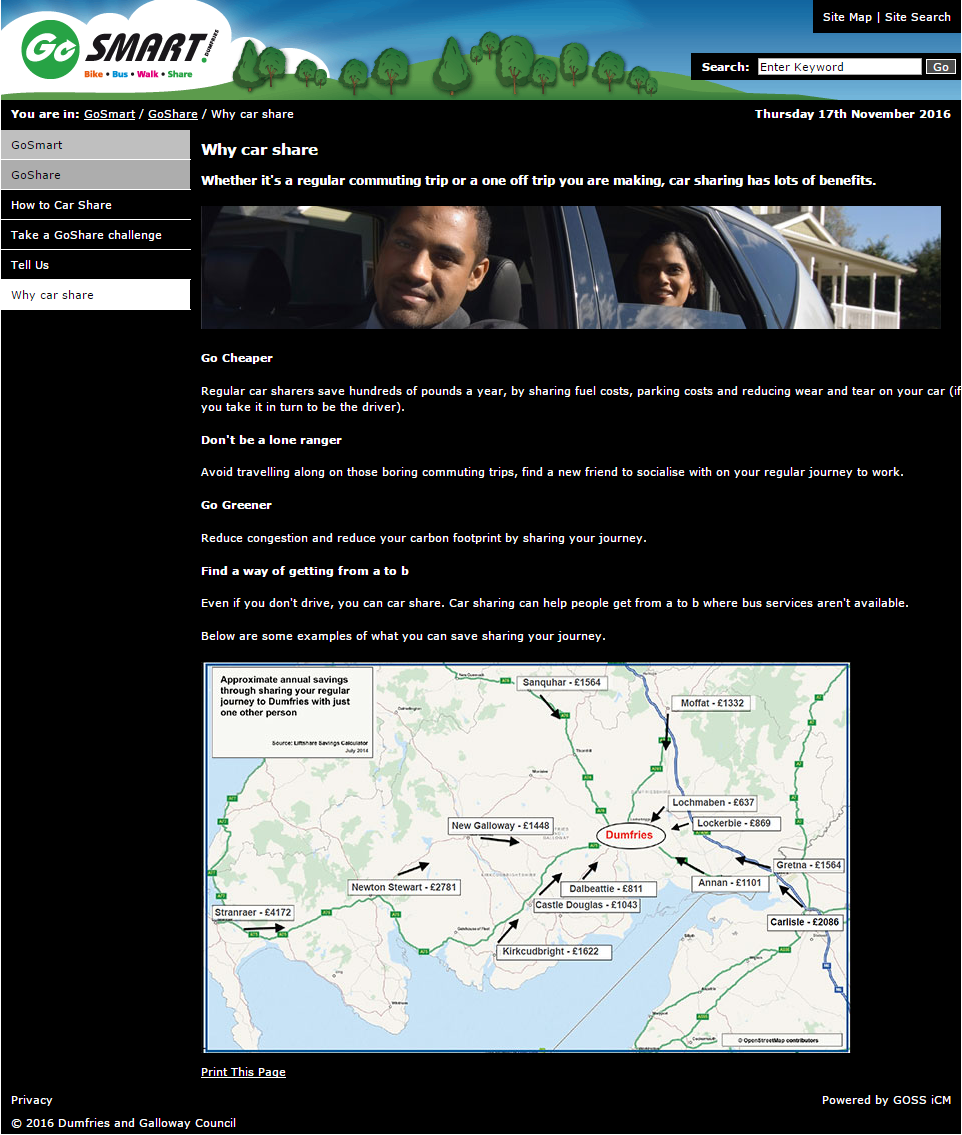 Site Map | Site Search
Go SMART. DUMFRIES
Bike • Bus • Walk • Share
Search: Enter Keyword Go
You are in: GoSmart / GoShare / Why car share
Thursday 17th November 2016
GoSmart
GoShare
How to Car Share
Take a GoShare challenge
Tell Us
Why car share
Why car share
Whether it's a regular commuting trip or a one off trip you are making, car sharing has lots of benefits.
Go Cheaper
Regular car sharers save hundreds of pounds a year, by sharing fuel costs, parking costs and reducing wear and tear on your car (if
you take it in turn to be the driver).
Don't be a lone ranger
Avoid travelling along on those boring commuting trips, find a new friend to socialise with on your regular journey to work.
Go Greener
Reduce congestion and reduce your carbon footprint by sharing your journey.
Find a way of getting from a to b
Even if you don't drive, you can car share. Car sharing can help people get from a to b where bus services aren't available.
Below are some examples of what you can save sharing your journey.
Approximate annual savings
through sharing your regular
journey to Dumfries with just
one other person
Source: Liftshare Savings Calculator
July 2014
Sanquhar - £1564
Moffat - £1332
Thornhill
Lochmaben - £637
Lockerbie - £869
New Galloway - £1448
Dumfries
Gretna - £1564
Annan - £1101
Newton Stewart - £2781
Dalbeattie - £811
Castle Douglas - £1043
Stranraer - £4172
Carlisle - £2086
Kirkcudbright - £1622
Gatehouse of Fleet
Whithorn
© OpenStreetMap contributors
Print This Page
Privacy
Powered by GOSS iCM
© 2016 Dumfries and Galloway Council